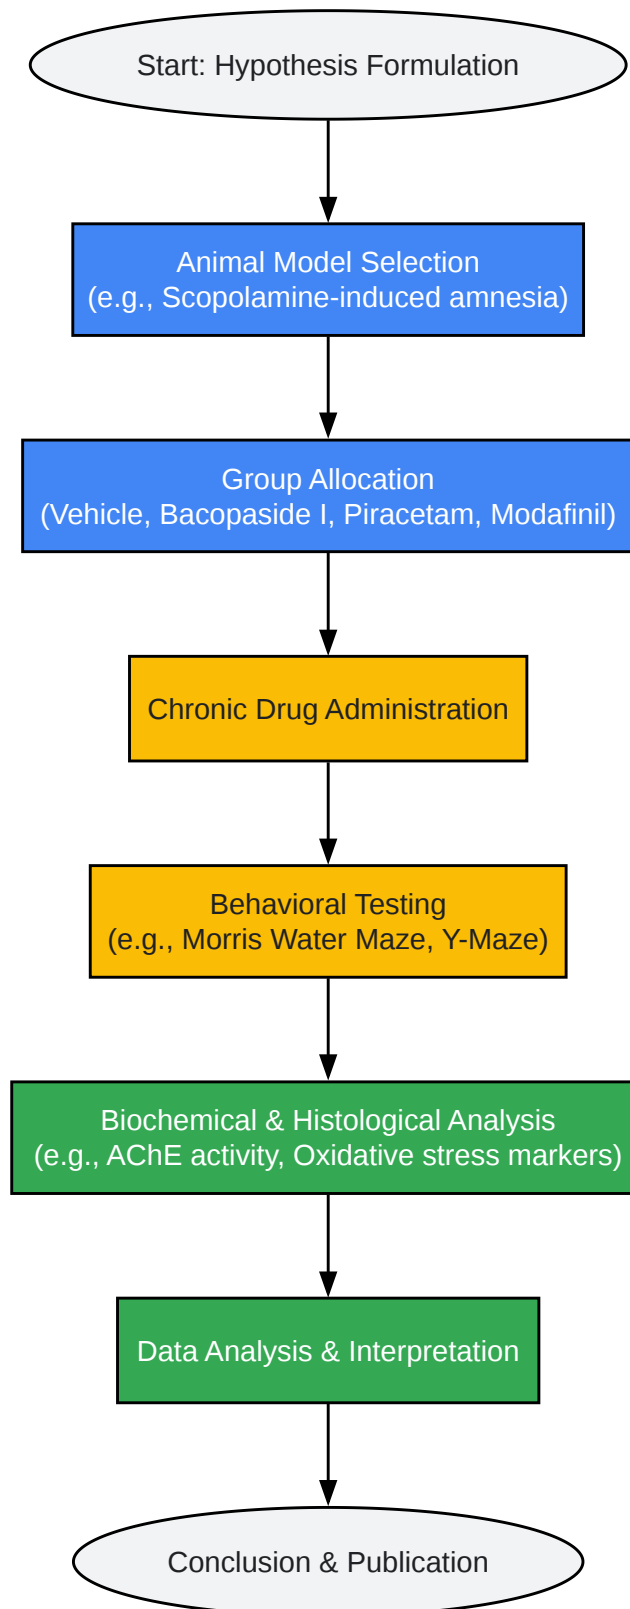 Start: Hypothesis Formulation
Animal Model Selection
(e.g., Scopolamine-induced amnesia)
Group Allocation
(Vehicle, Bacopaside I, Piracetam, Modafinil)
Chronic Drug Administration
Behavioral Testing
(e.g., Morris Water Maze, Y-Maze)
Biochemical & Histological Analysis
(e.g., AChE activity, Oxidative stress markers)
Data Analysis & Interpretation
Conclusion & Publication